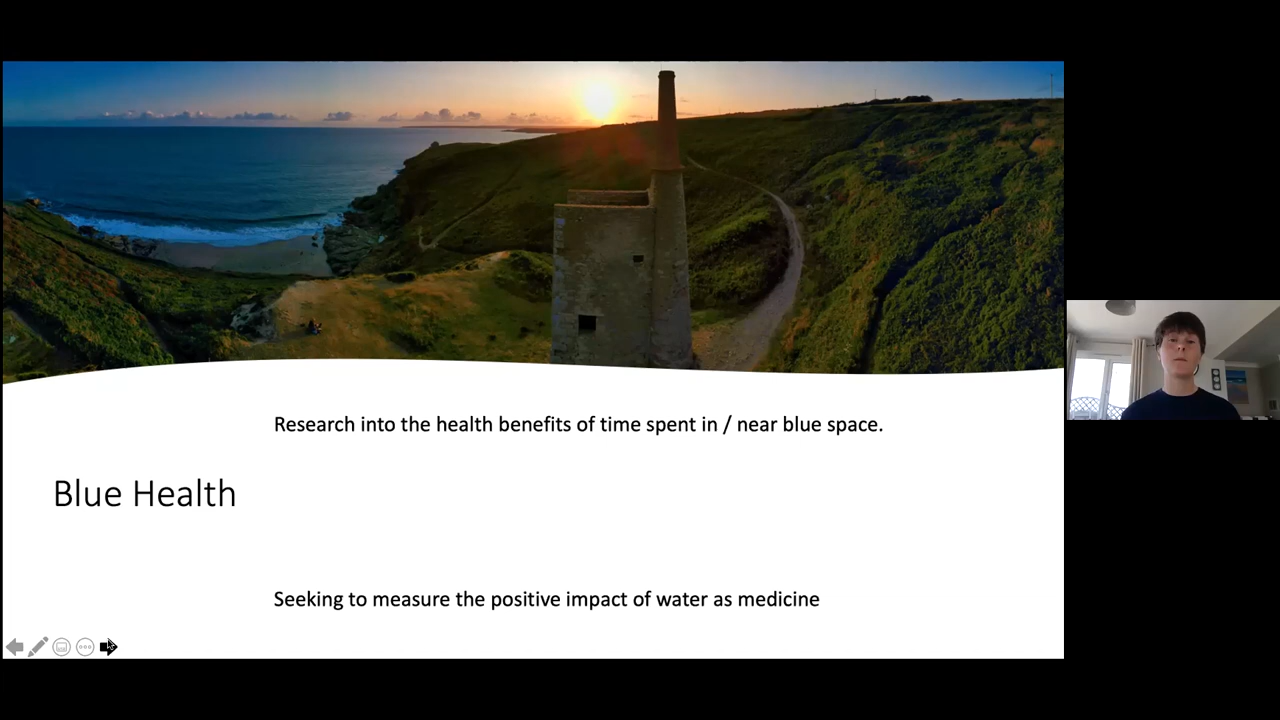 Research into the health benefits of time spent in / near blue space.
Blue Health
Seeking to measure the positive impact of water as medicine